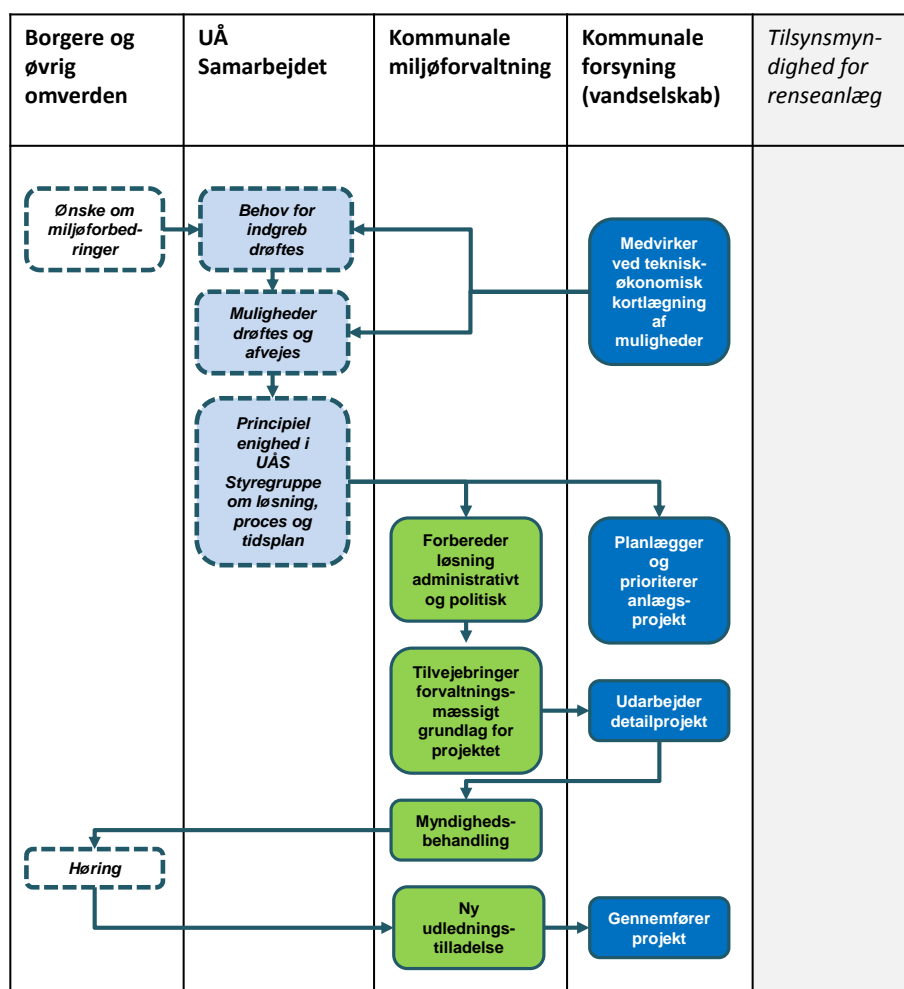 Borgere og
øvrig
omverden
UÅ
Samarbejdet
Kommunale
miljøforvaltning
Kommunale
forsyning
(vandselskab)
Tilsynsmyn-
dighed for
renseanlæg
Ønske om
miljøforbed-
ringer
Behov for
indgreb
drøftes
Medvirker
ved teknisk-
økonomisk
kortlægning
af
muligheder
Muligheder
drøftes og
afvejes
Principiel
enighed i
UÅS
Styregruppe
om løsning,
proces og
tidsplan
Forbereder
løsning
administrativt
og politisk
Planlægger
og
prioriterer
anlægs-
projekt
Tilvejebringer
forvaltnings-
mæssigt
grundlag for
projektet
Udarbejder
detailprojekt
Myndigheds-
behandling
Høring
Ny
udlednings-
tilladelse
Gennemfører
projekt